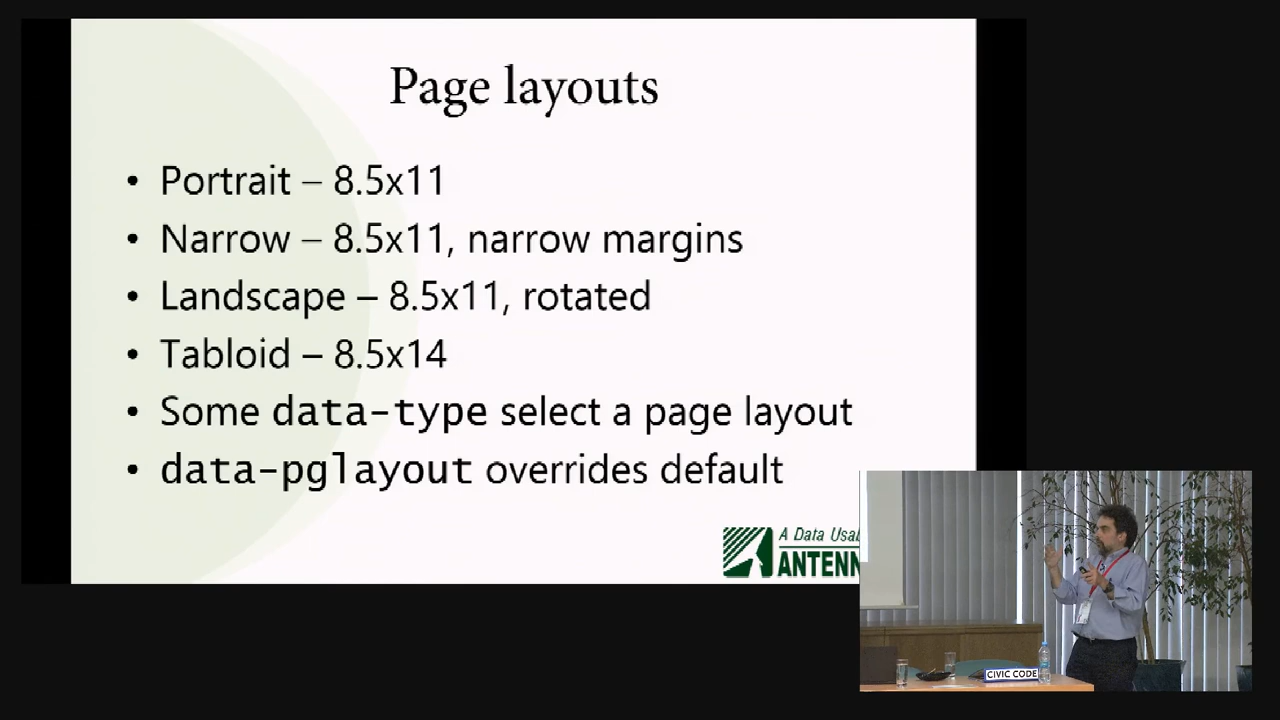 Page layouts
• Portrait – 8.5x11
• Narrow – 8.5x11, narrow margins
• Landscape – 8.5x11, rotated
• Tabloid – 8.5x14
• Some data-type select a page layout
• data-pglayout overrides default
A Data Usa
ANTENN
CIVIC CODE